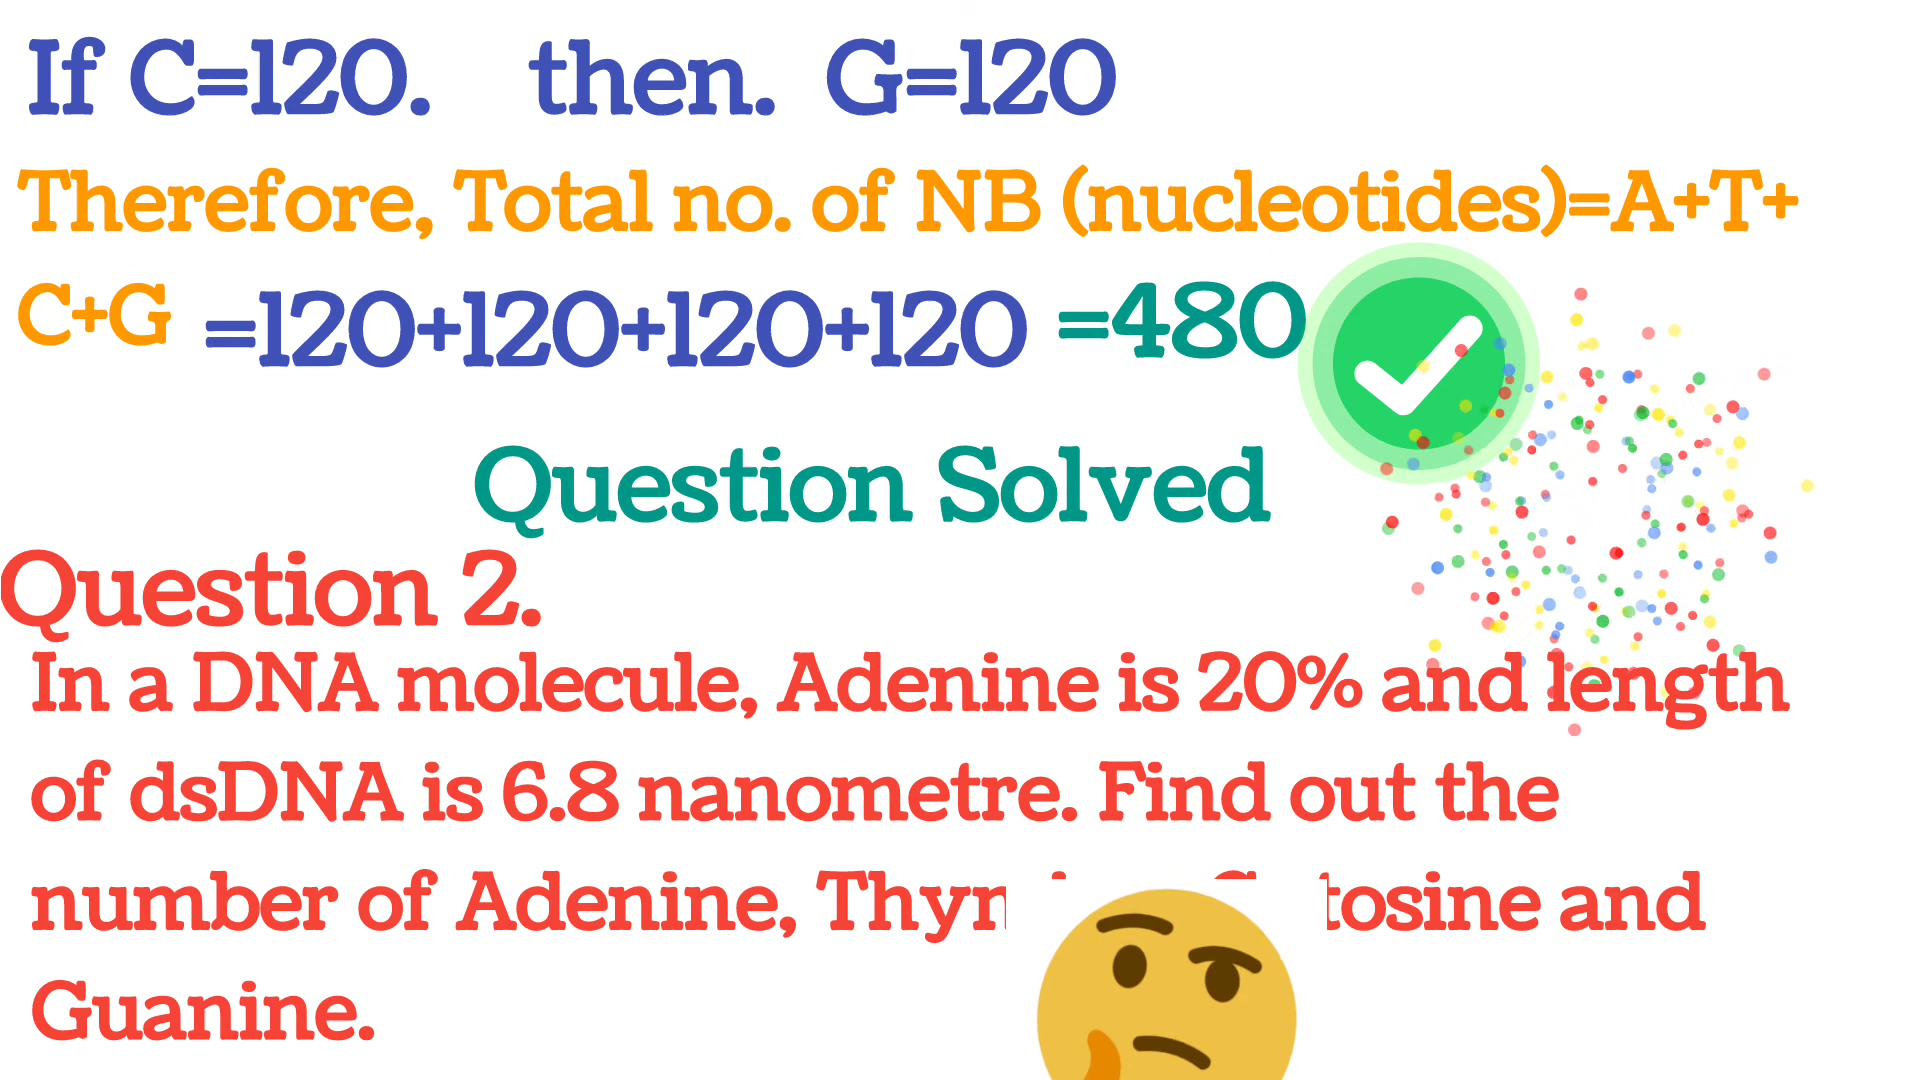 If C=120. then. G=120
Therefore, Total no. of NB (nucleotides)=A+T+
C+G =120+120+120+120 =480
Question Solved
Question 2.
In a DNA molecule, Adenine is 20% and length
of dsDNA is 6.8 nanometre. Find out the
number of Adenine, and
Guanine.